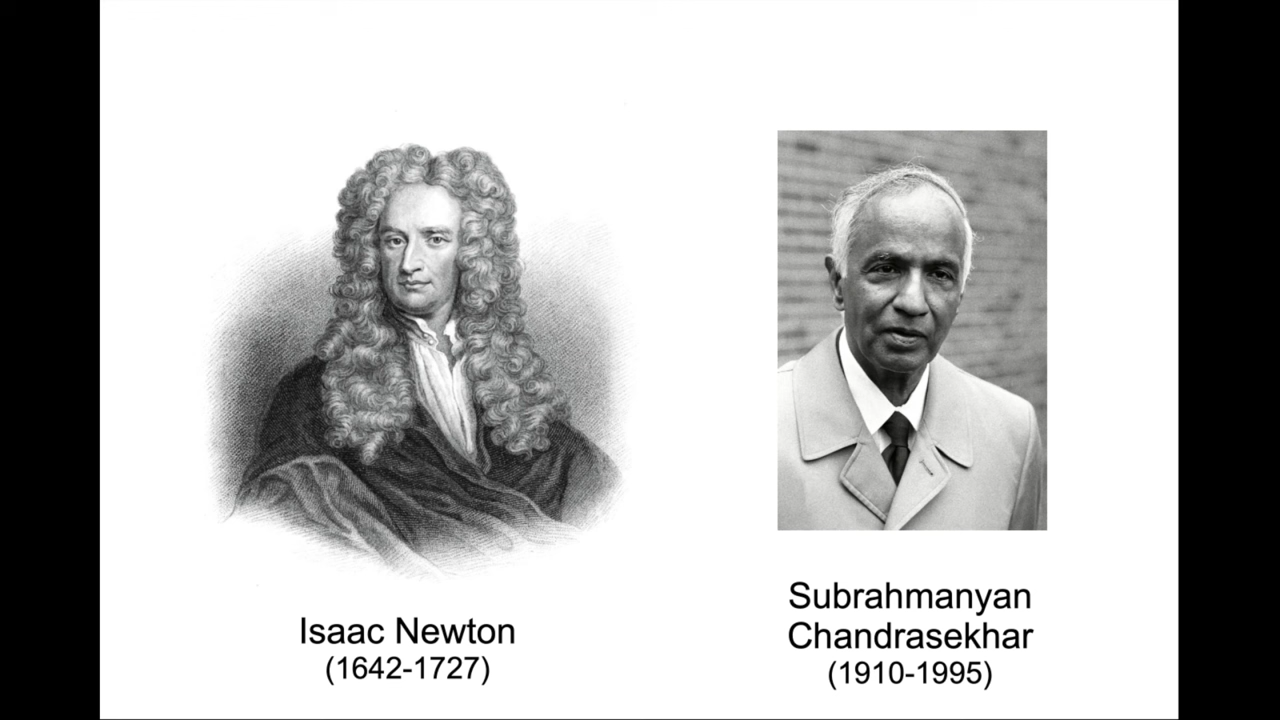 Isaac Newton
(1642-1727)
Subrahmanyan
Chandrasekhar
(1910-1995)